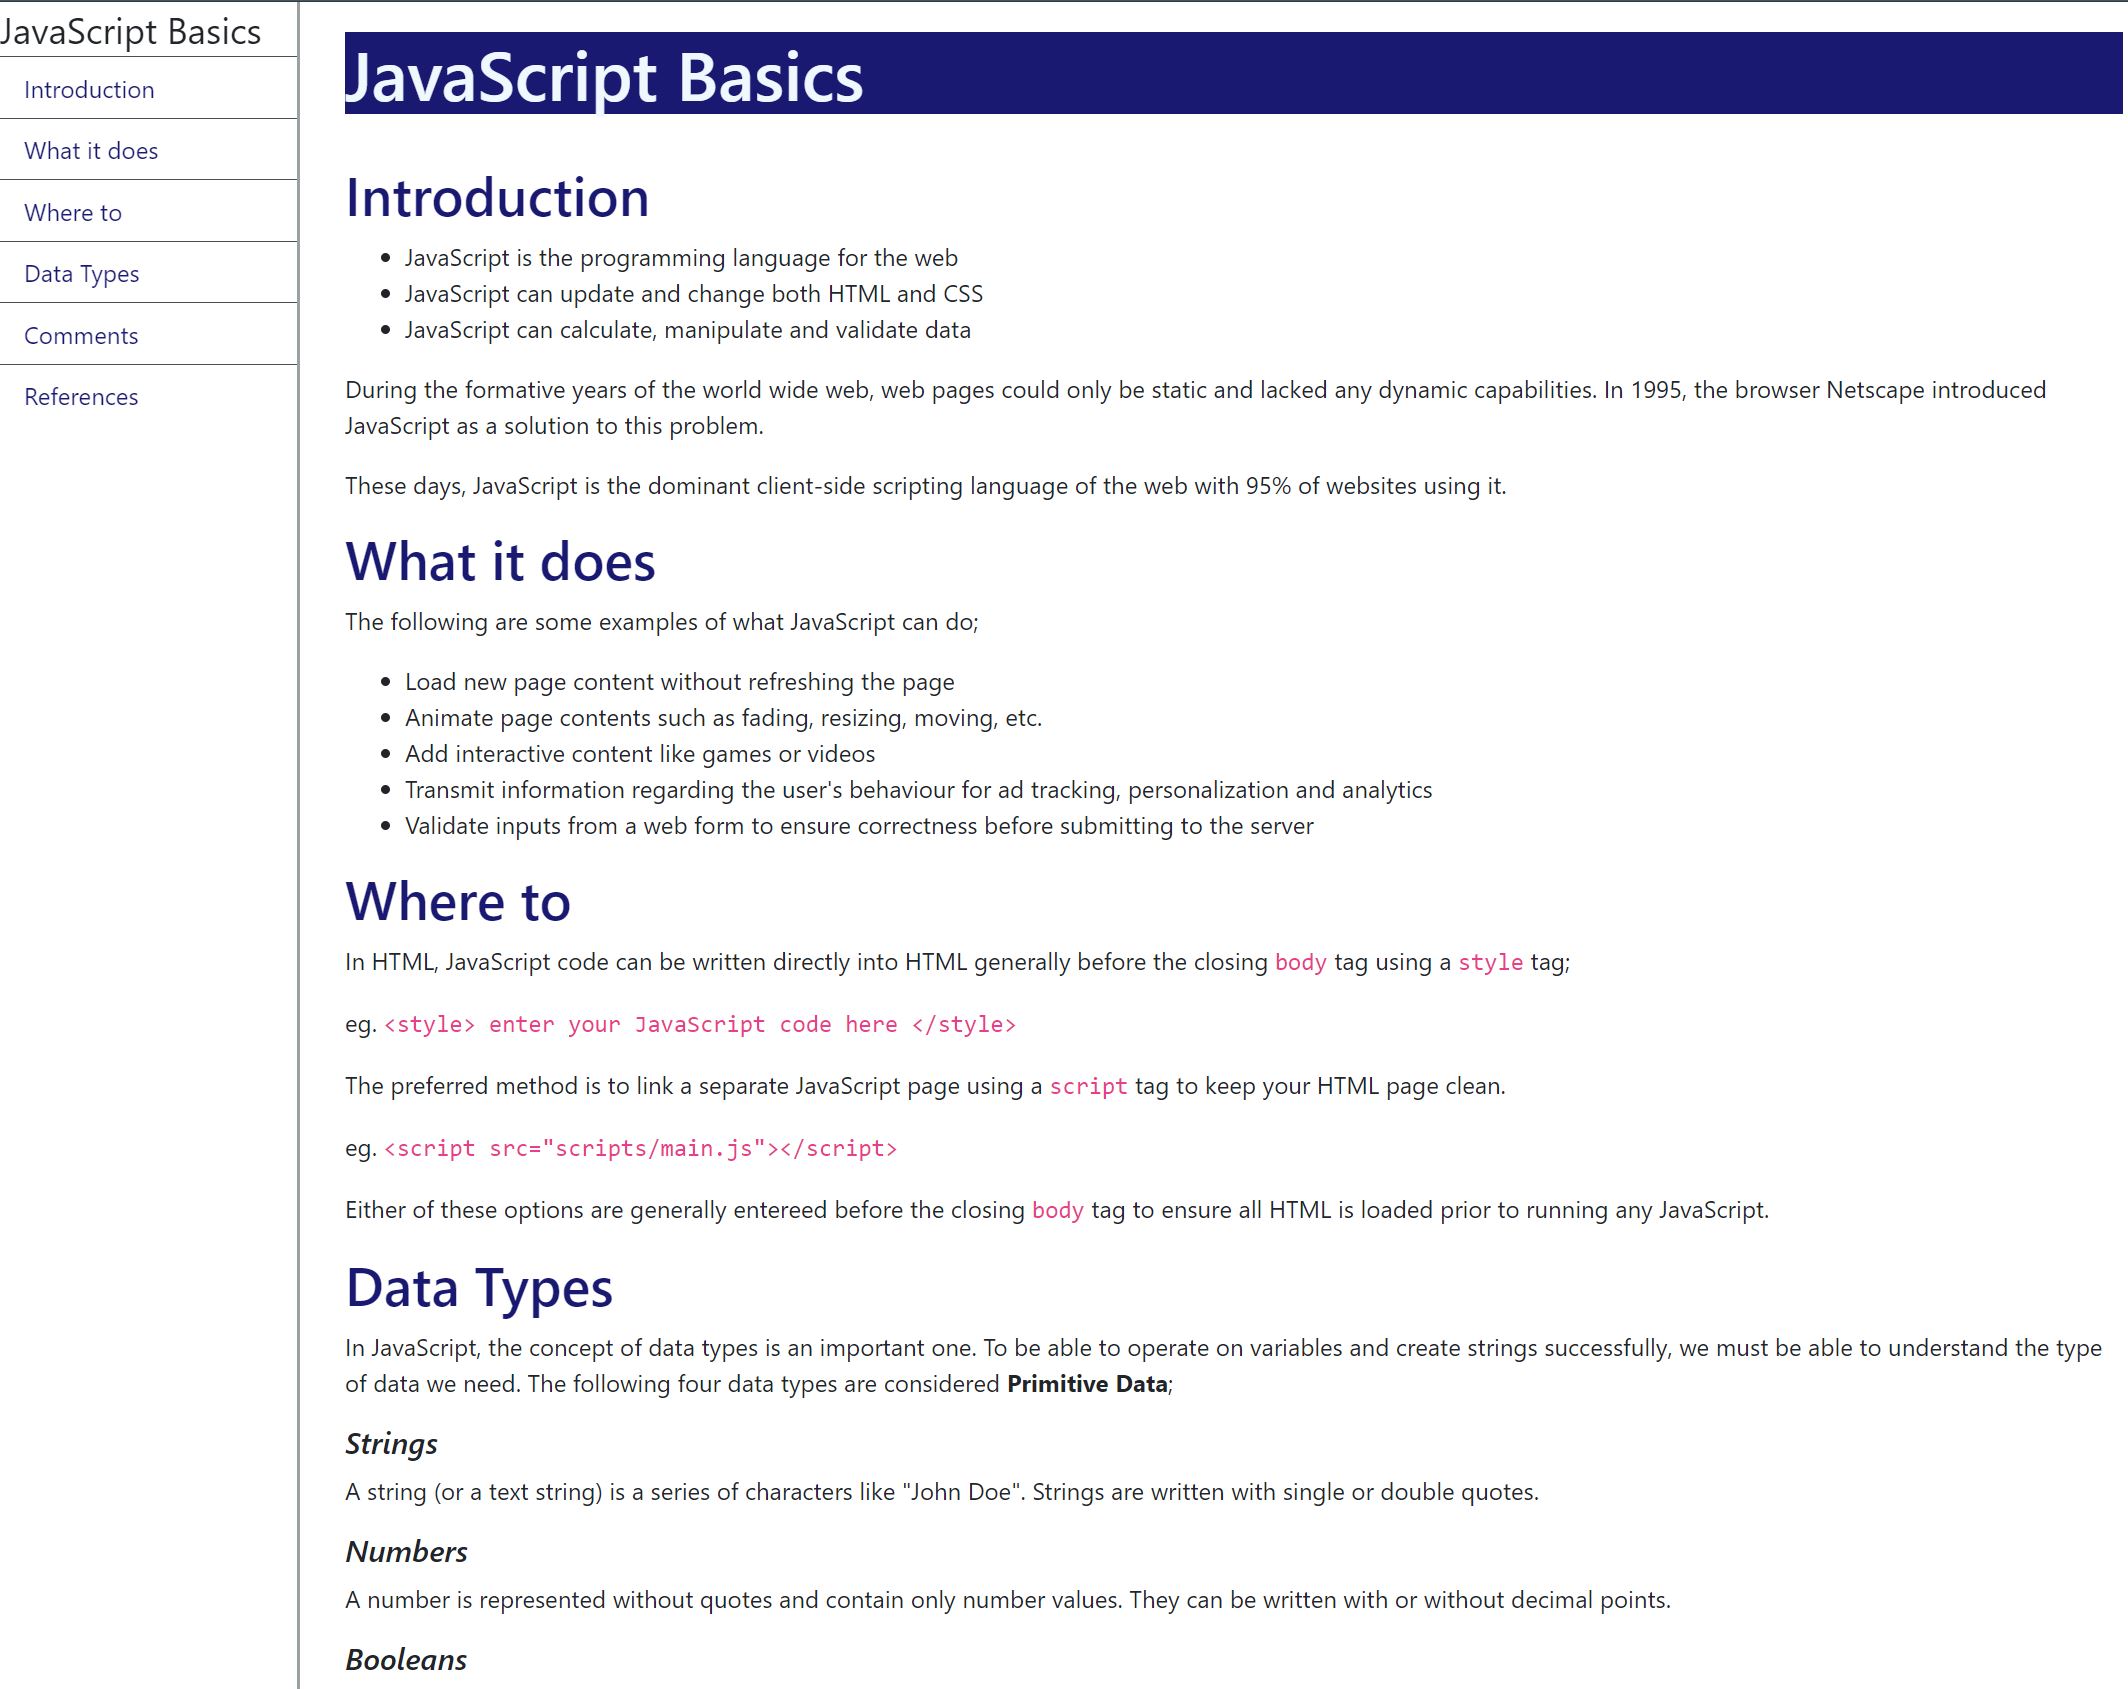 JavaScript Basics
Introduction
What it does
Where to
Data Types
Comments
References
JavaScript Basics
Introduction
JavaScript is the programming language for the web
JavaScript can update and change both HTML and CSS
JavaScript can calculate, manipulate and validate data
During the formative years of the world wide web, web pages could only be static and lacked any dynamic capabilities. In 1995, the browser Netscape introduced
JavaScript as a solution to this problem.
These days, JavaScript is the dominant client-side scripting language of the web with 95% of websites using it.
What it does
The following are some examples of what JavaScript can do;
Load new page content without refreshing the page
Animate page contents such as fading, resizing, moving, etc.
Add interactive content like games or videos
Transmit information regarding the user's behaviour for ad tracking, personalization and analytics
Validate inputs from a web form to ensure correctness before submitting to the server
Where to
In HTML, JavaScript code can be written directly into HTML generally before the closing body tag using a style tag;
eg. <style> enter your JavaScript code here </style>
The preferred method is to link a separate JavaScript page using a script tag to keep your HTML page clean.
eg. <script src="scripts/main.js"></script>
Either of these options are generally entereed before the closing body tag to ensure all HTML is loaded prior to running any JavaScript.
Data Types
In JavaScript, the concept of data types is an important one. To be able to operate on variables and create strings successfully, we must be able to understand the type
of data we need. The following four data types are considered Primitive Data;
Strings
A string (or a text string) is a series of characters like "John Doe". Strings are written with single or double quotes.
Numbers
A number is represented without quotes and contain only number values. They can be written with or without decimal points.
Booleans